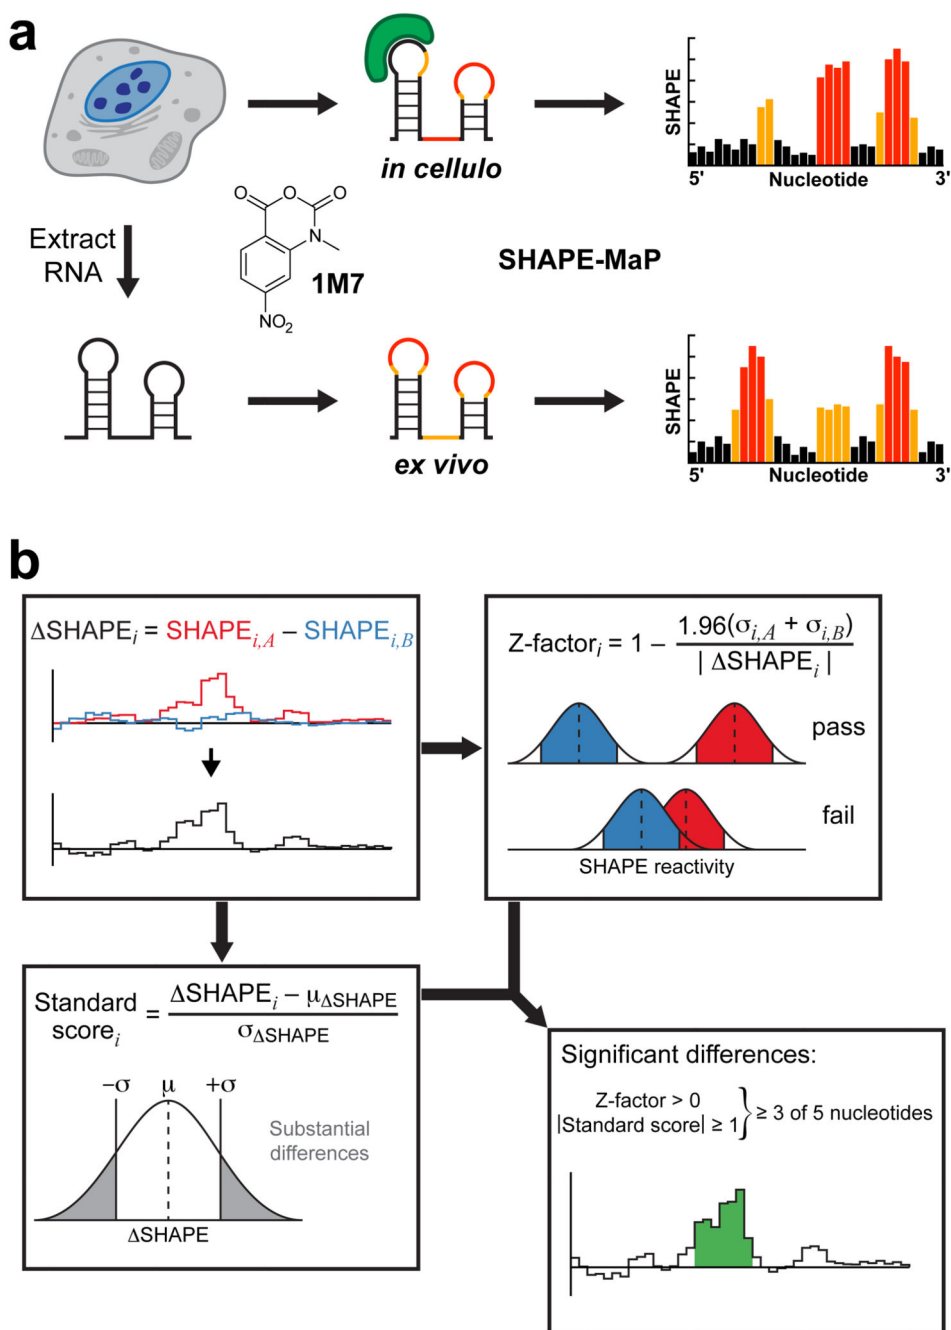 a
in cellulo
SHAPE
5' Nucleotide 3'
Extract
RNA
O O O
N
1M7
NO2
SHAPE-MaP
ex vivo
SHAPE
5' Nucleotide 3'
b
ΔSHAPEi = SHAPEi,A – SHAPEi,B
Z-factori = 1 – 1.96(σi,A + σi,B)
| ΔSHAPEi |
pass
fail
SHAPE reactivity
Standard
scorei = ΔSHAPEi – μΔSHAPE
σΔSHAPE
–σ μ +σ
Substantial
differences
ΔSHAPE
Significant differences:
Z-factor > 0
|Standard score| ≥ 1} ≥ 3 of 5 nucleotides